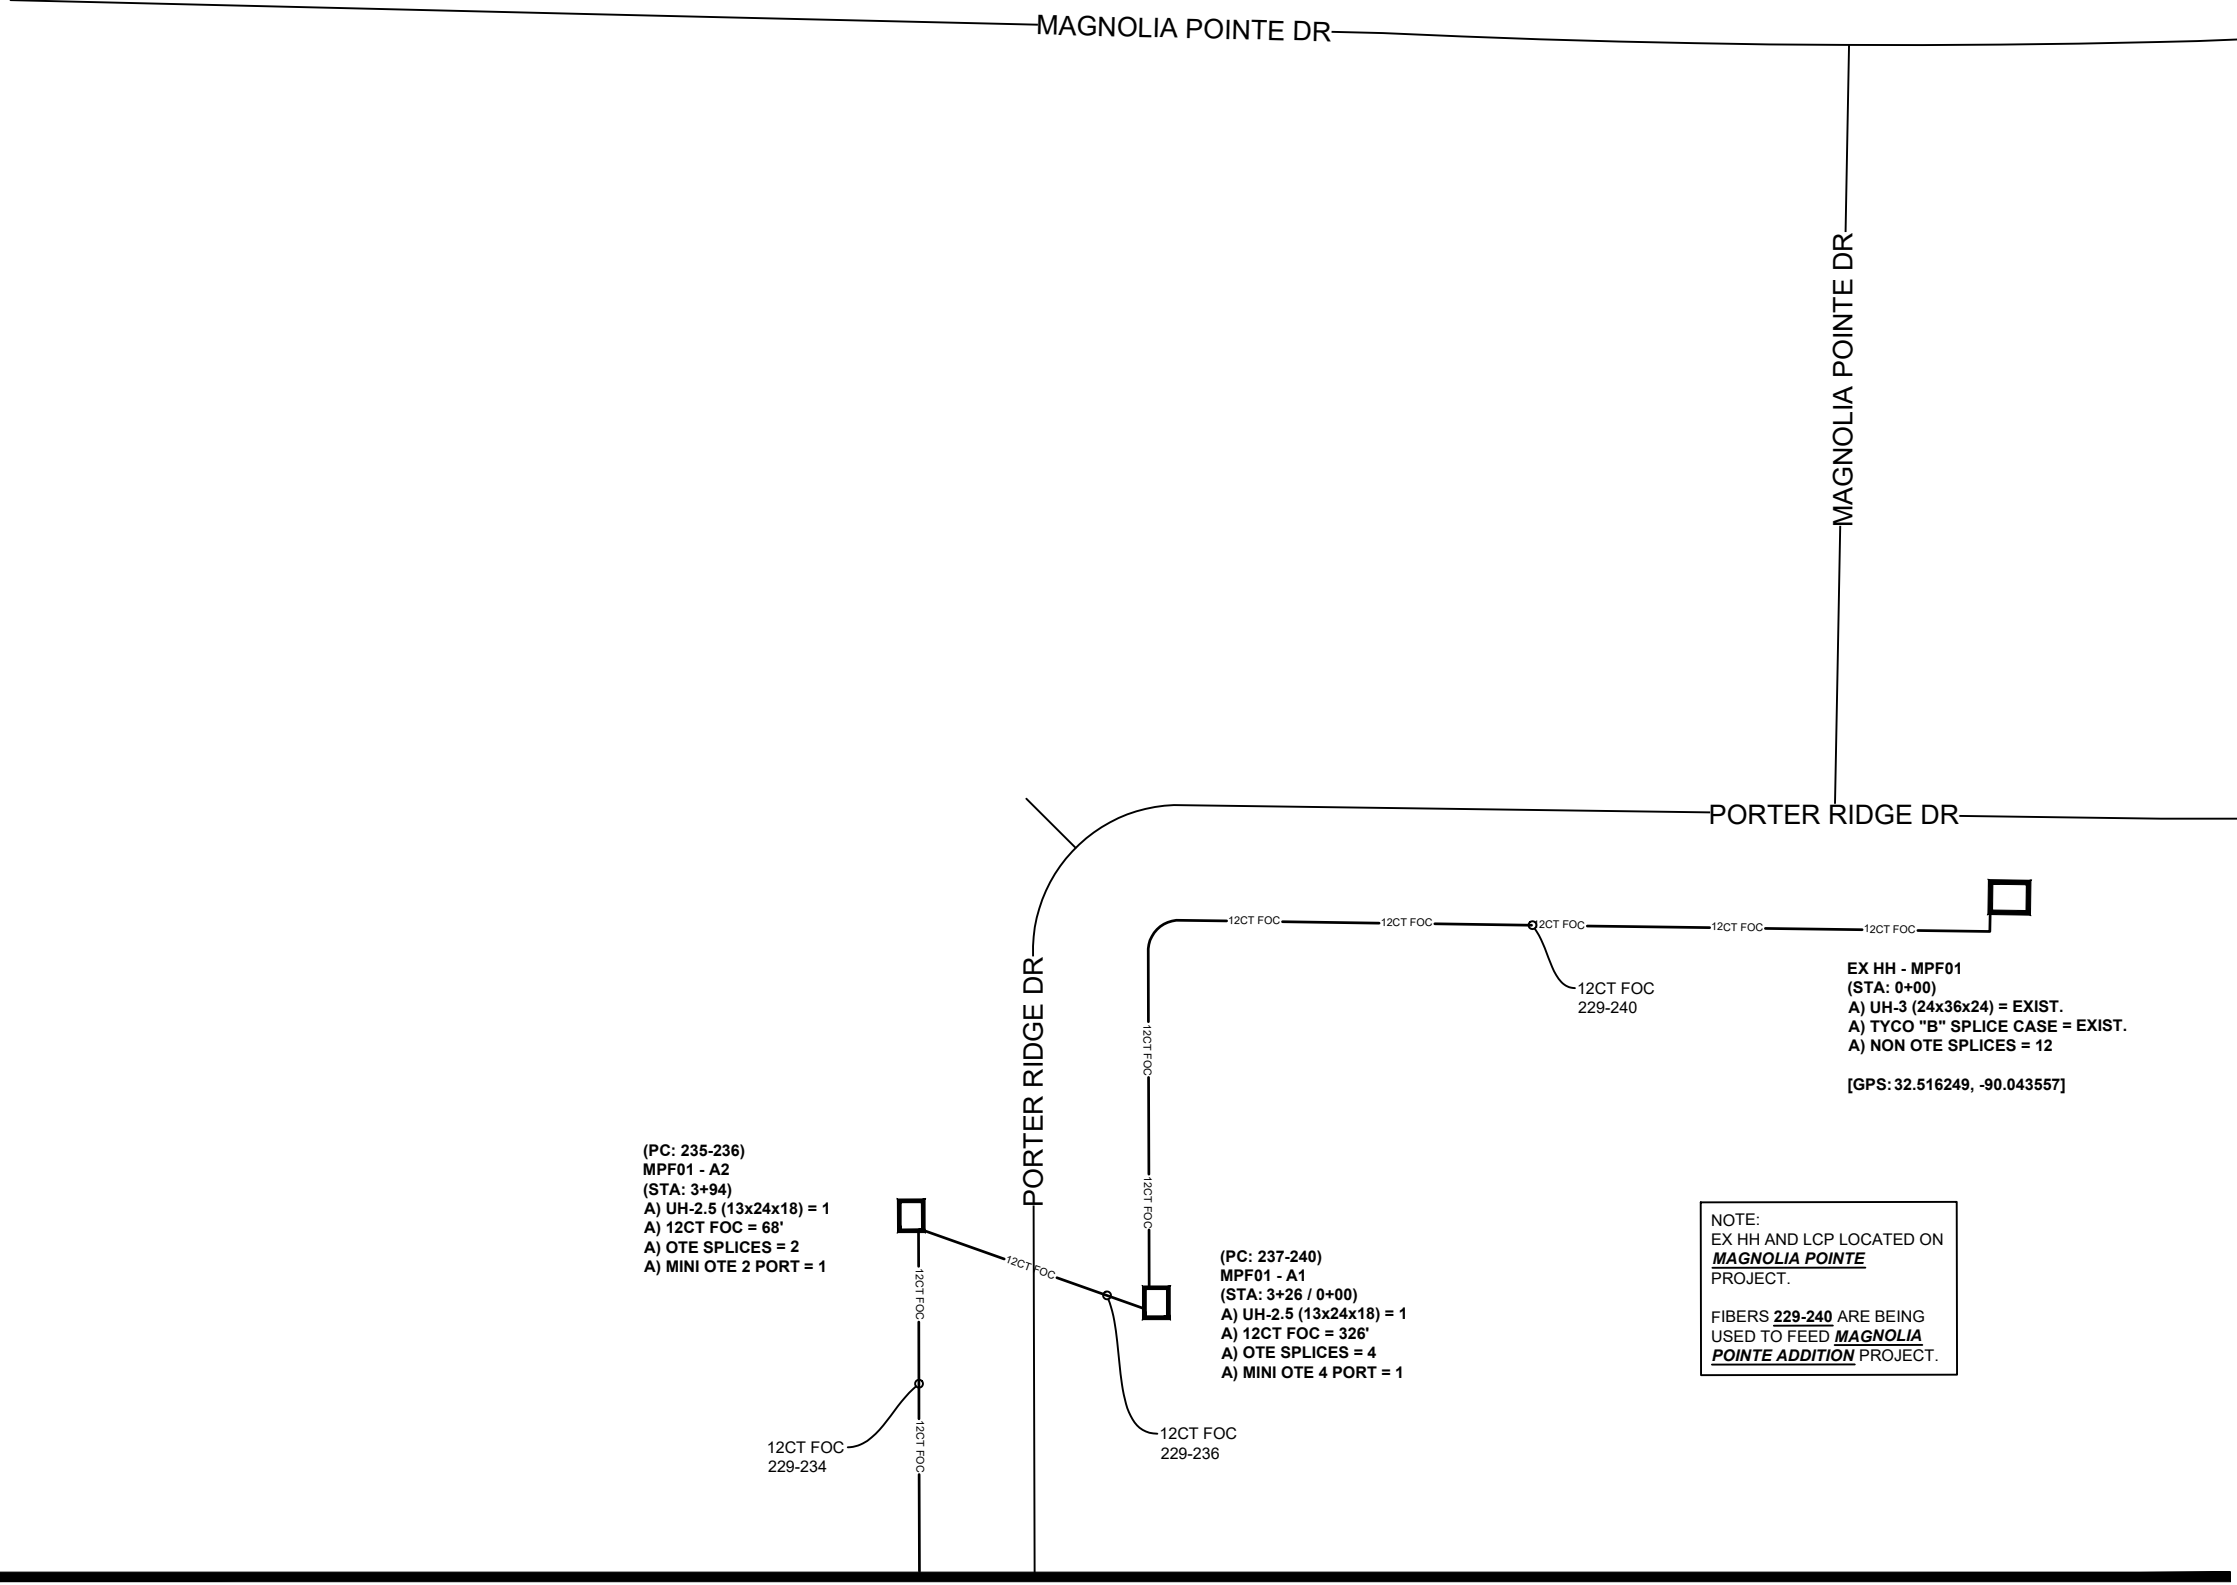 MAGNOLIA POINTE DR
MAGNOLIA POINTE DR
PORTER RIDGE DR
12CT FOC
12CT FOC
12CT FOC
12CT FOC
12CT FOC
12CT FOC
229-240
EX HH - MPF01
(STA: 0+00)
A) UH-3 (24x36x24) = EXIST.
A) TYCO "B" SPLICE CASE = EXIST.
A) NON OTE SPLICES = 12
[GPS: 32.516249, -90.043557]
PORTER RIDGE DR
12CT FOC
12CT FOC
(PC: 235-236)
MPF01 - A2
(STA: 3+94)
A) UH-2.5 (13x24x18) = 1
A) 12CT FOC = 68'
A) OTE SPLICES = 2
A) MINI OTE 2 PORT = 1
12CT FOC
12CT FOC
12CT FOC
(PC: 237-240)
MPF01 - A1
(STA: 3+26 / 0+00)
A) UH-2.5 (13x24x18) = 1
A) 12CT FOC = 326'
A) OTE SPLICES = 4
A) MINI OTE 4 PORT = 1
NOTE:
EX HH AND LCP LOCATED ON
MAGNOLIA POINTE
PROJECT.
FIBERS 229-240 ARE BEING
USED TO FEED MAGNOLIA
POINTE ADDITION PROJECT.
12CT FOC
229-234
12CT FOC
229-236